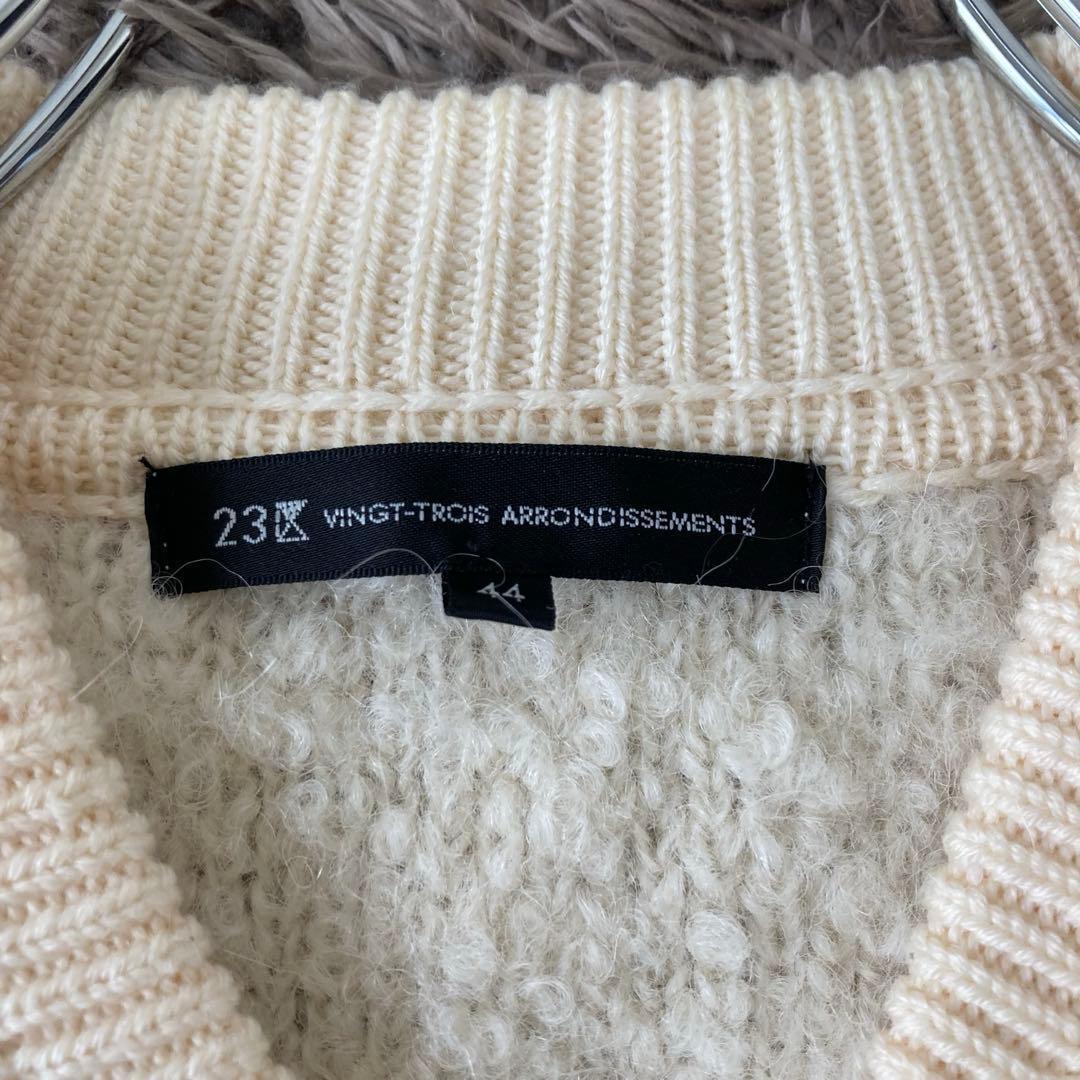 23区 VINGT-TROIS ARRONDISSEMENTS
44